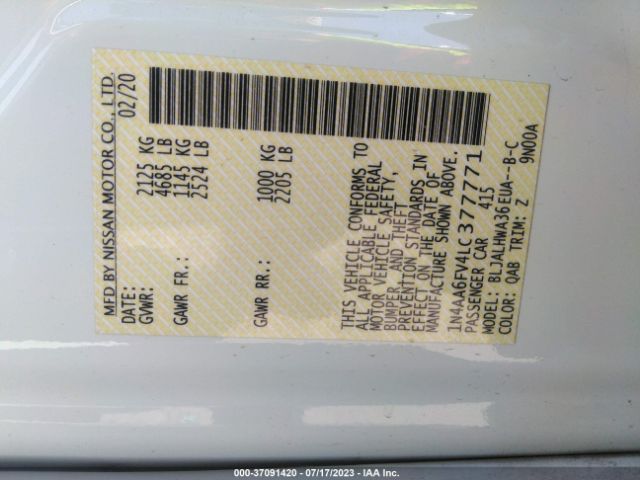 MFD BY NISSAN MOTOR CO., LTD.
DATE: 02/20
GVWR: 2125 KG
4685 LB
GAWR FR.: 1145 KG
2524 LB
GAWR RR.: 1000 KG
2205 LB
THIS VEHICLE CONFORMS TO
ALL APPLICABLE FEDERAL
MOTOR VEHICLE SAFETY,
BUMPER, AND THEFT
PREVENTION STANDARDS IN
EFFECT ON THE DATE OF
MANUFACTURE SHOWN ABOVE.
1N4AA6FV4LC377771
PASSENGER CAR 415
MODEL: BLJALHWA36EUA--B-C
COLOR: QAB TRIM: Z 9N00A
000-37091420 - 07/17/2023 - IAA Inc.